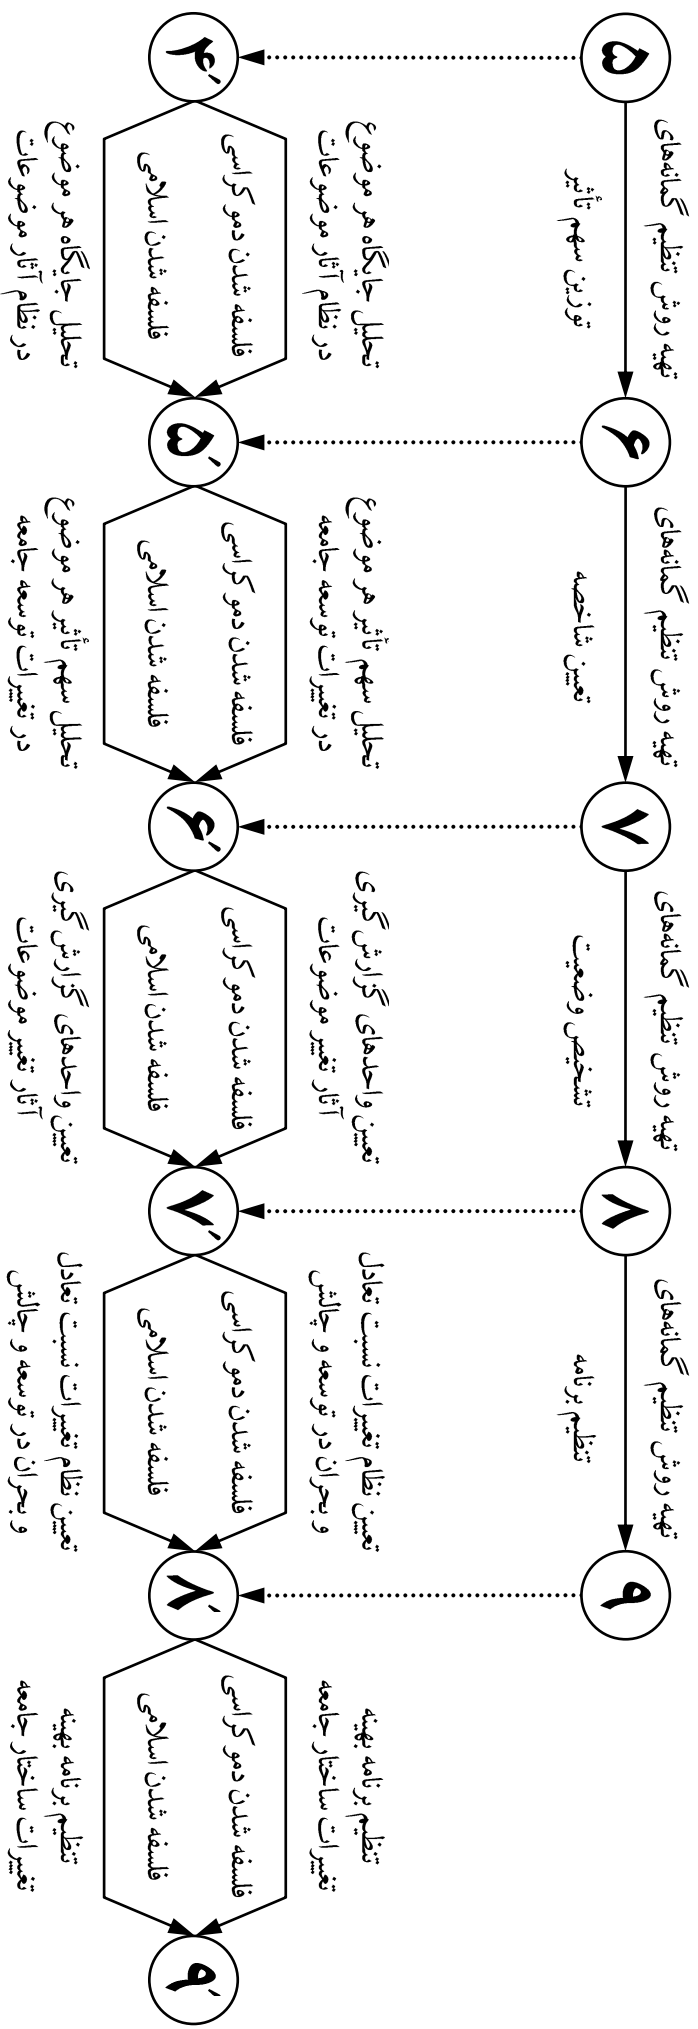 تهیه روش تنظیم گمانه‌های
توزین سهم تأثیر
تهیه روش تنظیم گمانه‌های
تعیین شاخصه
تهیه روش تنظیم گمانه‌های
تشخیص وضعیت
تهیه روش تنظیم گمانه‌های
تنظیم برنامه
۵
۶
۷
۸
۹
تحلیل جایگاه هر موضوع
در نظام آثار موضوعات
تحلیل سهم تأثیر هر موضوع
در تغییرات توسعه جامعه
تعیین واحدهای گزارش گیری
آثار تغییر موضوعات
تعیین نظام تغییرات نسبت تعادل
و بحران در توسعه و چالش
تنظیم برنامه بهینه
تغییرات ساختار جامعه
فلسفه شدن دموکراسی
فلسفه شدن دموکراسی
فلسفه شدن دموکراسی
فلسفه شدن دموکراسی
فلسفه شدن دموکراسی
۴′
۵′
۶′
۷′
۸′
۹′
فلسفه شدن اسلامی
فلسفه شدن اسلامی
فلسفه شدن اسلامی
فلسفه شدن اسلامی
فلسفه شدن اسلامی
تحلیل جایگاه هر موضوع
در نظام آثار موضوعات
تحلیل سهم تأثیر هر موضوع
در تغییرات توسعه جامعه
تعیین واحدهای گزارش گیری
آثار تغییر موضوعات
تعیین نظام تغییرات نسبت تعادل
و بحران در توسعه و چالش
تنظیم برنامه بهینه
تغییرات ساختار جامعه